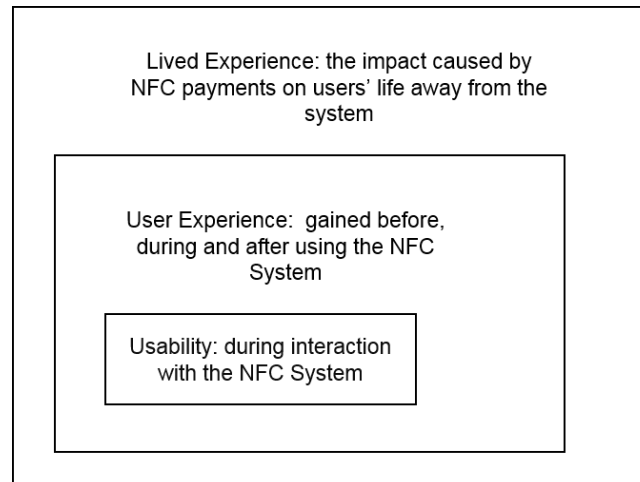 Lived Experience: the impact caused by
NFC payments on users' life away from the
system
User Experience:  gained before,
during and after using the NFC
System
Usability: during interaction
with the NFC System